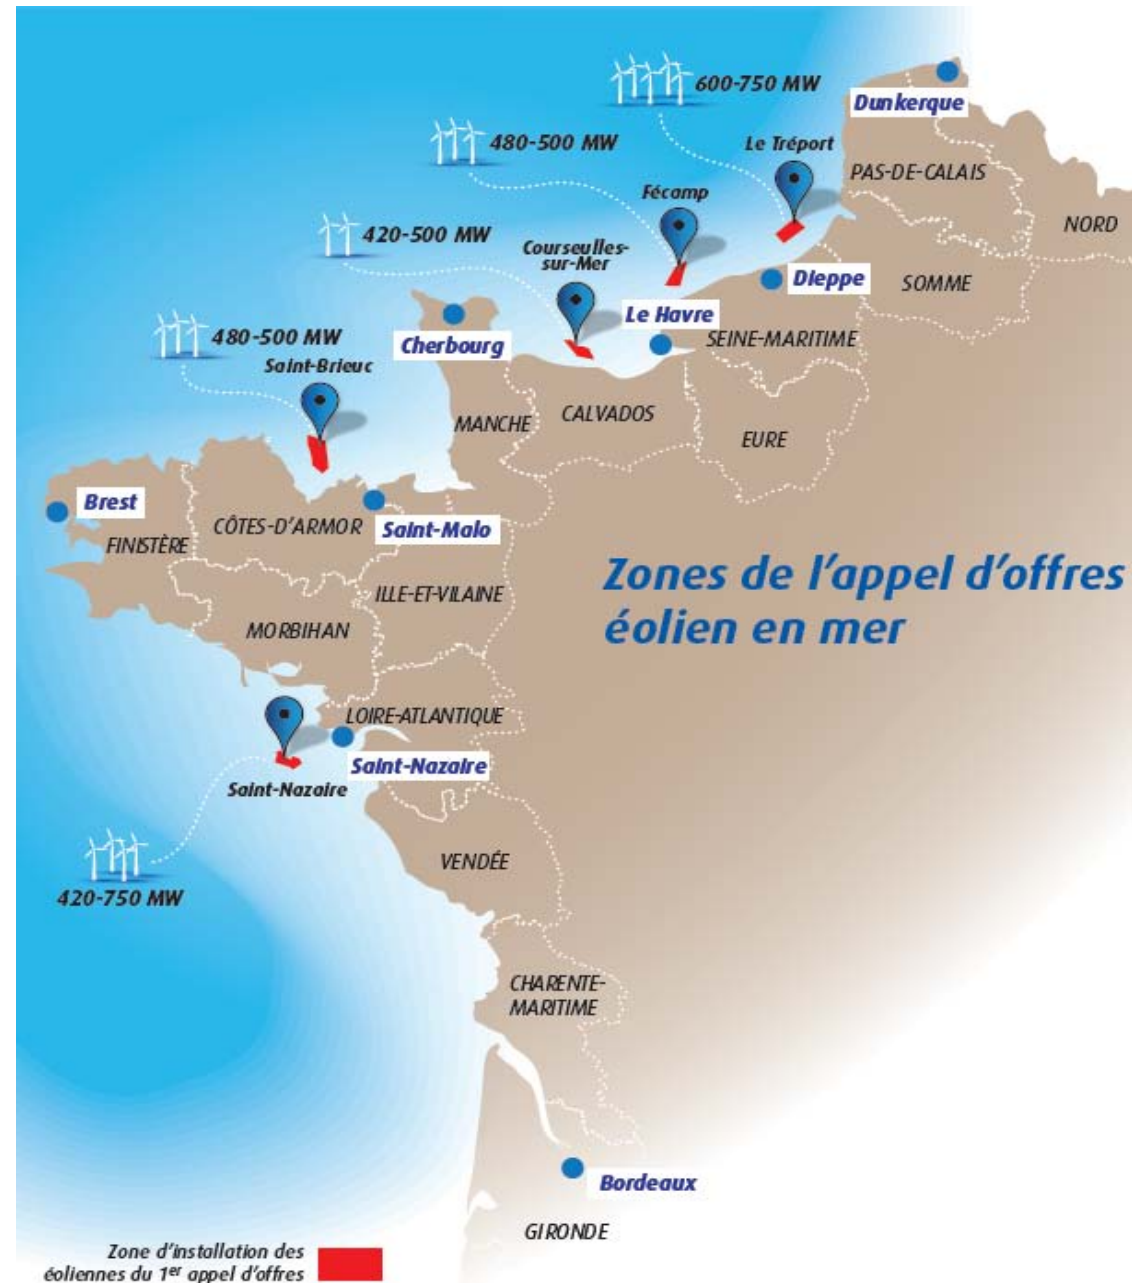 600-750 MW
Dunkerque
480-500 MW
Le Tréport
PAS-DE-CALAIS
Fécamp
NORD
420-500 MW
Courseulles-
sur-Mer
Dieppe
SOMME
Le Havre
480-500 MW
Cherbourg
SEINE-MARITIME
Saint-Brieuc
MANCHE
CALVADOS
EURE
Brest
CÔTES-D'ARMOR
Saint-Malo
FINISTÈRE
Zones de l'appel d'offres
éolien en mer
ILLE-ET-VILAINE
MORBIHAN
LOIRE-ATLANTIQUE
Saint-Nazaire
Saint-Nazaire
VENDÉE
420-750 MW
CHARENTE-
MARITIME
Bordeaux
GIRONDE
Zone d'installation des
éoliennes du 1er appel d'offres